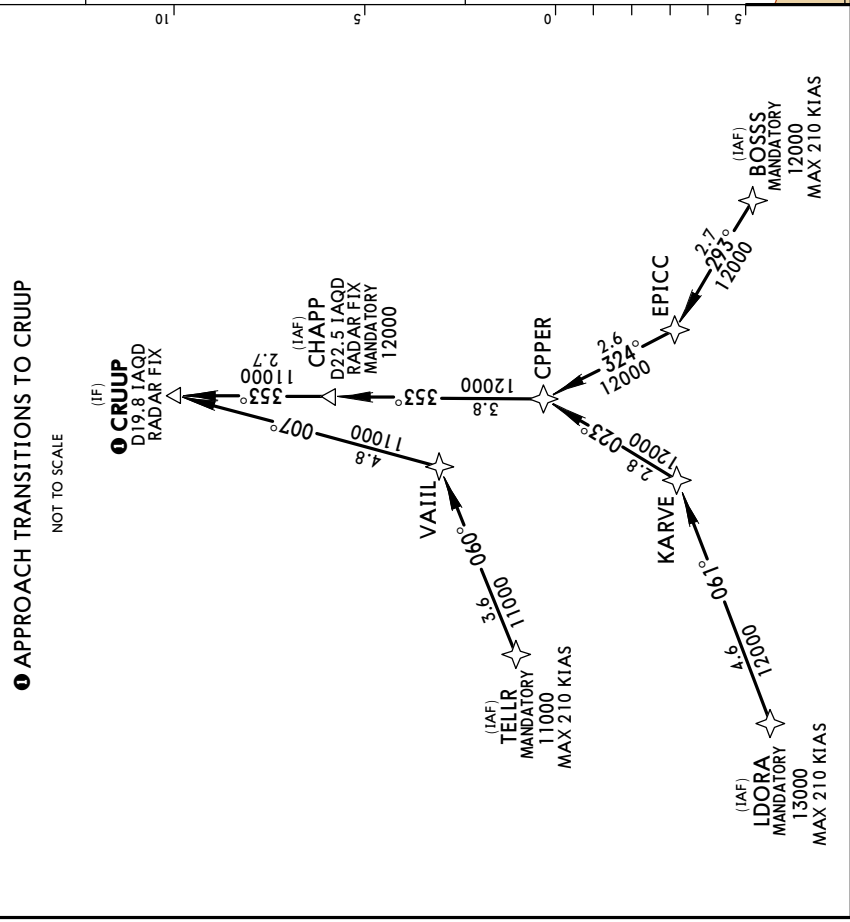 10
5
0
5
❶ APPROACH TRANSITIONS TO CRUUP
NOT TO SCALE
(IF)
❶ CRUUP
D19.8 IAQD
RADAR FIX
(IAF)
CHAPP
D22.5 IAQD
RADAR FIX
MANDATORY
12000
353°
11000
2.7
007°
4.8
11000
VAIIL
060°
3.6
11000
(IAF)
TELLR
MANDATORY
11000
MAX 210 KIAS
353°
3.8
12000
CPPER
2.6
324°
12000
EPICC
2.7
293°
12000
(IAF)
BOSSS
MANDATORY
12000
MAX 210 KIAS
023°
2.8
12000
KARVE
061°
4.6
12000
(IAF)
LDORA
MANDATORY
13000
MAX 210 KIAS